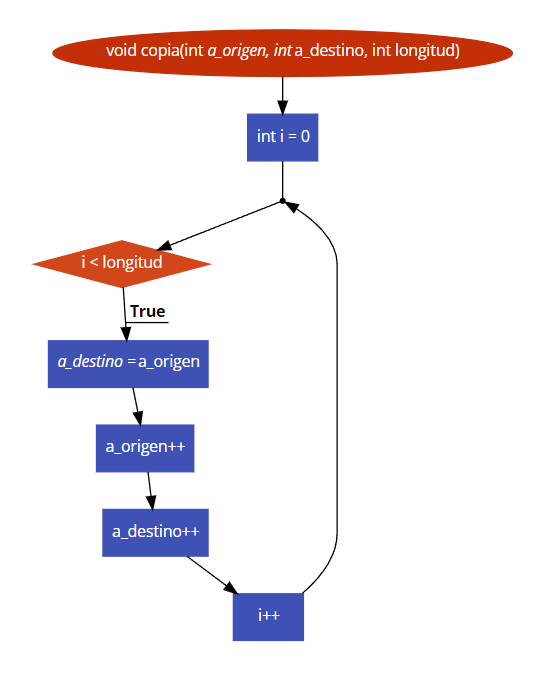 void copia(int a_origen, int a_destino, int longitud)
int i = 0
i < longitud
True
a_destino = a_origen
a_origen++
a_destino++
i++